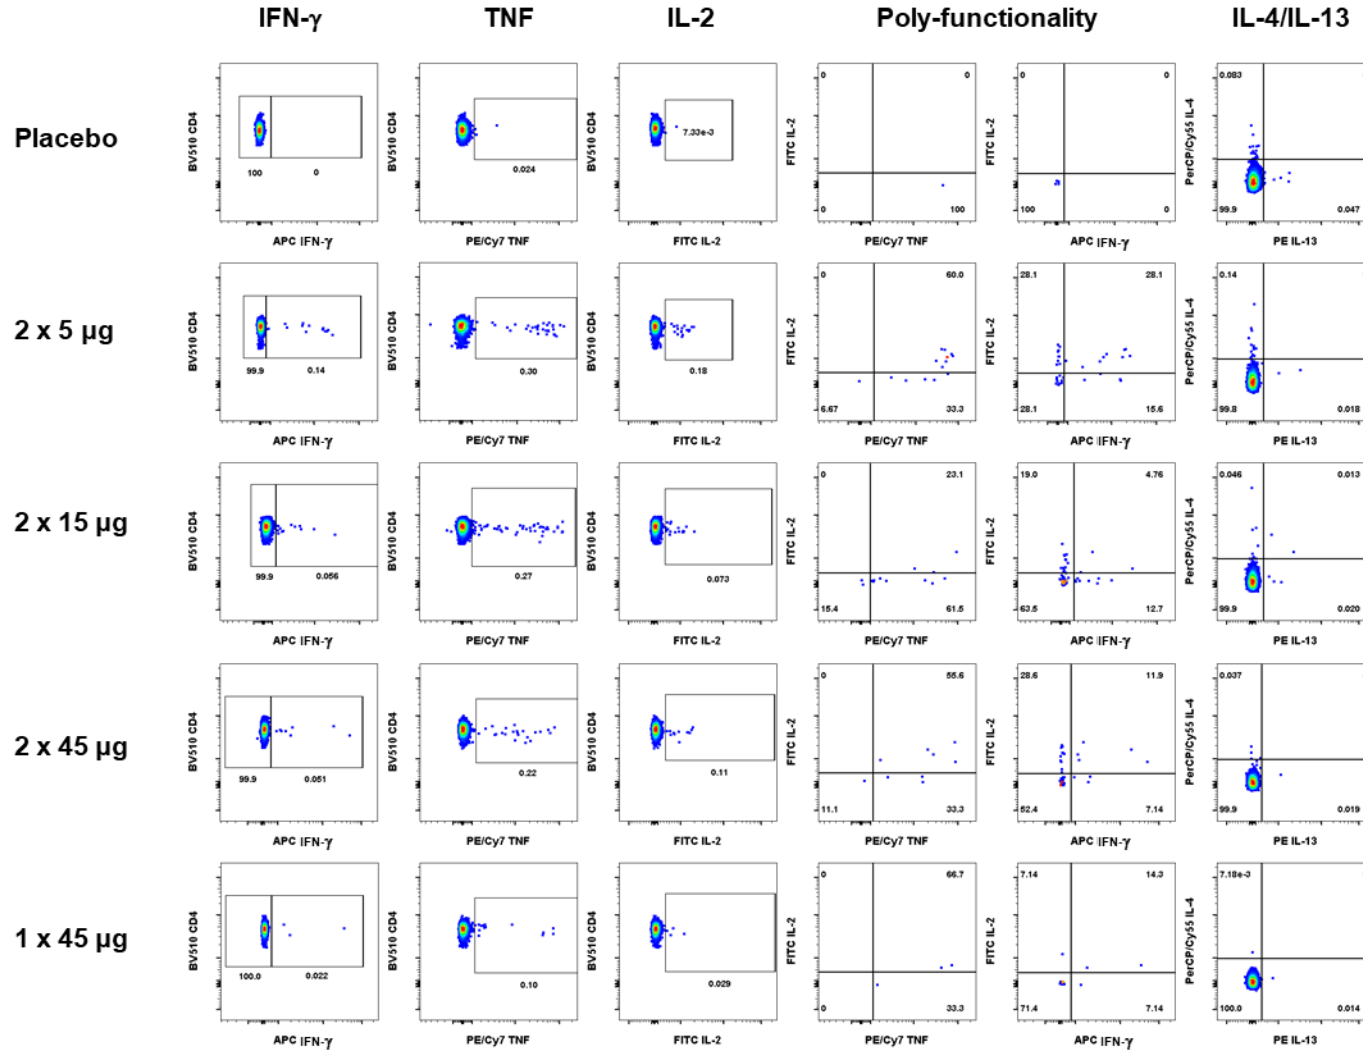 IFN-γ TNF IL-2 Poly-functionality IL-4/IL-13
Placebo
BV510 CD4 100 0 APC IFN-γ
BV510 CD4 0.024 PE/Cy7 TNF
BV510 CD4 7.33e-3 FITC IL-2
FITC IL-2 0 0 0 100 PE/Cy7 TNF
FITC IL-2 0 0 100 0 APC IFN-γ
PerCP/Cy55 IL-4 0.083 99.9 0.047 PE IL-13
2 x 5 µg
BV510 CD4 99.9 0.14 APC IFN-γ
BV510 CD4 0.30 PE/Cy7 TNF
BV510 CD4 0.18 FITC IL-2
FITC IL-2 0 60.0 6.67 33.3 PE/Cy7 TNF
FITC IL-2 28.1 28.1 28.1 15.6 APC IFN-γ
PerCP/Cy55 IL-4 0.14 99.8 0.018 PE IL-13
2 x 15 µg
BV510 CD4 99.9 0.056 APC IFN-γ
BV510 CD4 0.27 PE/Cy7 TNF
BV510 CD4 0.073 FITC IL-2
FITC IL-2 0 23.1 15.4 61.5 PE/Cy7 TNF
FITC IL-2 19.0 4.76 63.5 12.7 APC IFN-γ
PerCP/Cy55 IL-4 0.046 0.013 99.9 0.020 PE IL-13
2 x 45 µg
BV510 CD4 99.9 0.051 APC IFN-γ
BV510 CD4 0.22 PE/Cy7 TNF
BV510 CD4 0.11 FITC IL-2
FITC IL-2 0 55.6 11.1 33.3 PE/Cy7 TNF
FITC IL-2 28.6 11.9 52.4 7.14 APC IFN-γ
PerCP/Cy55 IL-4 0.037 99.9 0.019 PE IL-13
1 x 45 µg
BV510 CD4 100.0 0.022 APC IFN-γ
BV510 CD4 0.10 PE/Cy7 TNF
BV510 CD4 0.029 FITC IL-2
FITC IL-2 0 66.7 0 33.3 PE/Cy7 TNF
FITC IL-2 7.14 14.3 71.4 7.14 APC IFN-γ
PerCP/Cy55 IL-4 7.18e-3 100.0 0.014 PE IL-13